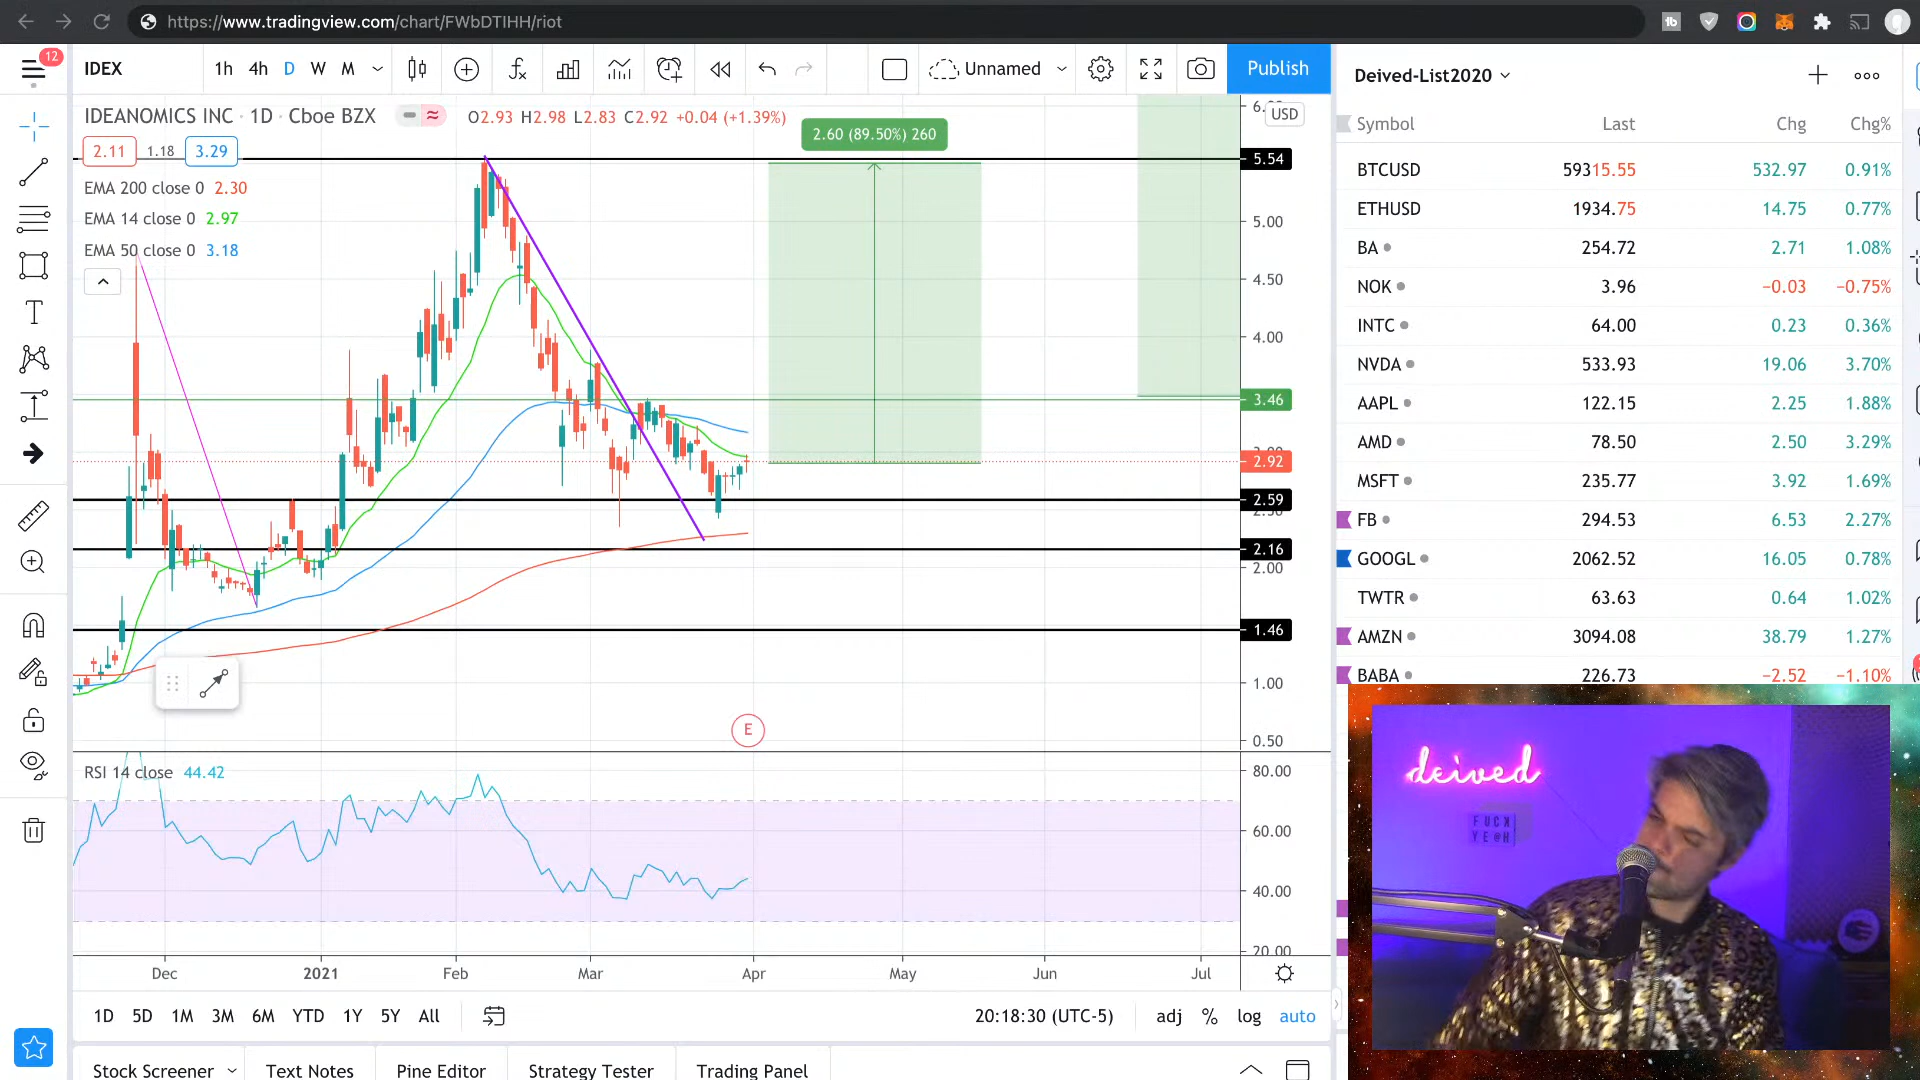 https://www.tradingview.com/chart/FWbDTIHH/riot
12
IDEX
1h 4h D W M
Unnamed
Publish
IDEANOMICS INC · 1D · Cboe BZX
O2.93 H2.98 L2.83 C2.92 +0.04 (+1.39%)
2.11 1.18 3.29
EMA 200 close 0 2.30
EMA 14 close 0 2.97
EMA 50 close 0 3.18
2.60 (89.50%) 260
USD
5.54
5.00
4.50
4.00
3.46
2.92
2.59
2.16
2.00
1.46
1.00
0.50
E
RSI 14 close 44.42
80.00
60.00
40.00
20.00
Dec 2021 Feb Mar Apr May Jun Jul
1D 5D 1M 3M 6M YTD 1Y 5Y All
20:18:30 (UTC-5)
adj % log auto
Stock Screener Text Notes Pine Editor Strategy Tester Trading Panel
Deived-List2020
Symbol Last Chg Chg%
BTCUSD 59315.55 532.97 0.91%
ETHUSD 1934.75 14.75 0.77%
BA 254.72 2.71 1.08%
NOK 3.96 −0.03 −0.75%
INTC 64.00 0.23 0.36%
NVDA 533.93 19.06 3.70%
AAPL 122.15 2.25 1.88%
AMD 78.50 2.50 3.29%
MSFT 235.77 3.92 1.69%
FB 294.53 6.53 2.27%
GOOGL 2062.52 16.05 0.78%
TWTR 63.63 0.64 1.02%
AMZN 3094.08 38.79 1.27%
BABA 226.73 −2.52 −1.10%
deived
FUCK
YE@H